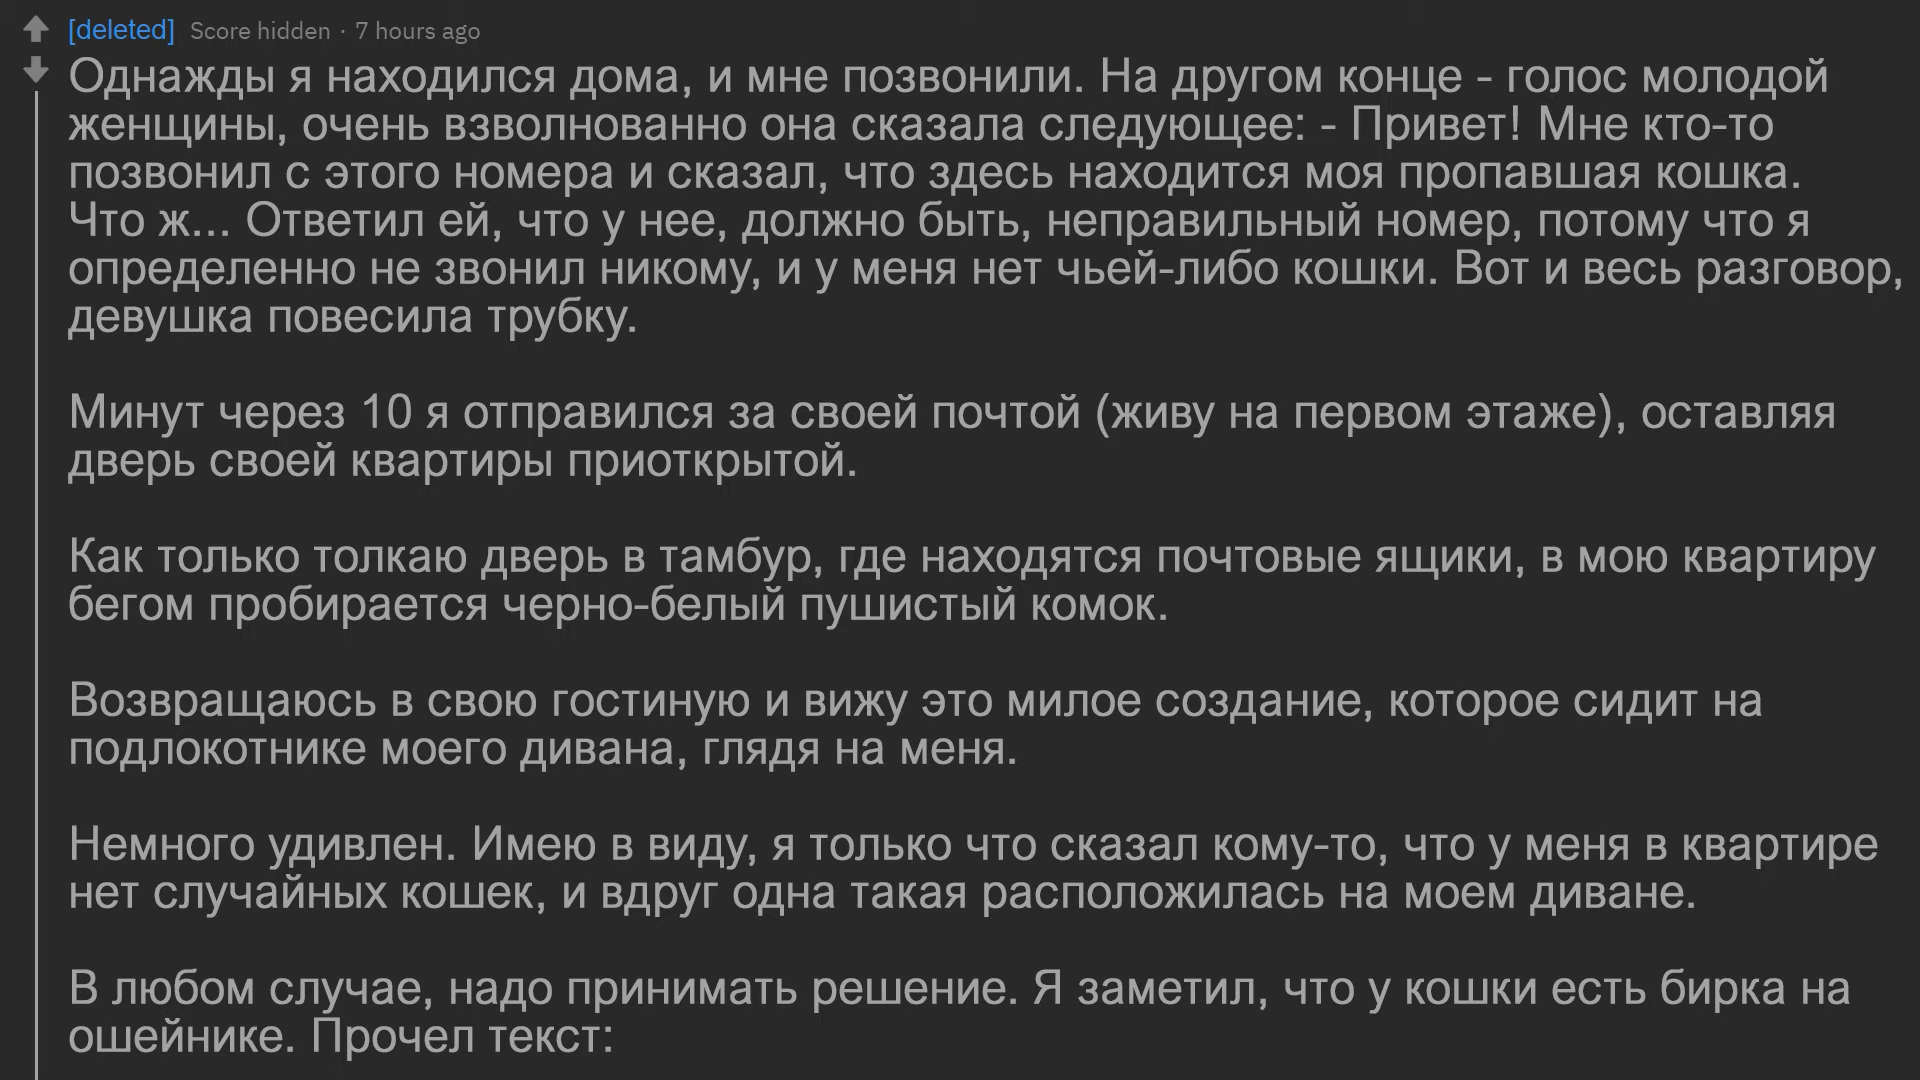 [deleted] Score hidden · 7 hours ago
Однажды я находился дома, и мне позвонили. На другом конце - голос молодой
женщины, очень взволнованно она сказала следующее: - Привет! Мне кто-то
позвонил с этого номера и сказал, что здесь находится моя пропавшая кошка.
Что ж... Ответил ей, что у нее, должно быть, неправильный номер, потому что я
определенно не звонил никому, и у меня нет чьей-либо кошки. Вот и весь разговор,
девушка повесила трубку.
Минут через 10 я отправился за своей почтой (живу на первом этаже), оставляя
дверь своей квартиры приоткрытой.
Как только толкаю дверь в тамбур, где находятся почтовые ящики, в мою квартиру
бегом пробирается черно-белый пушистый комок.
Возвращаюсь в свою гостиную и вижу это милое создание, которое сидит на
подлокотнике моего дивана, глядя на меня.
Немного удивлен. Имею в виду, я только что сказал кому-то, что у меня в квартире
нет случайных кошек, и вдруг одна такая расположилась на моем диване.
В любом случае, надо принимать решение. Я заметил, что у кошки есть бирка на
ошейнике. Прочел текст: